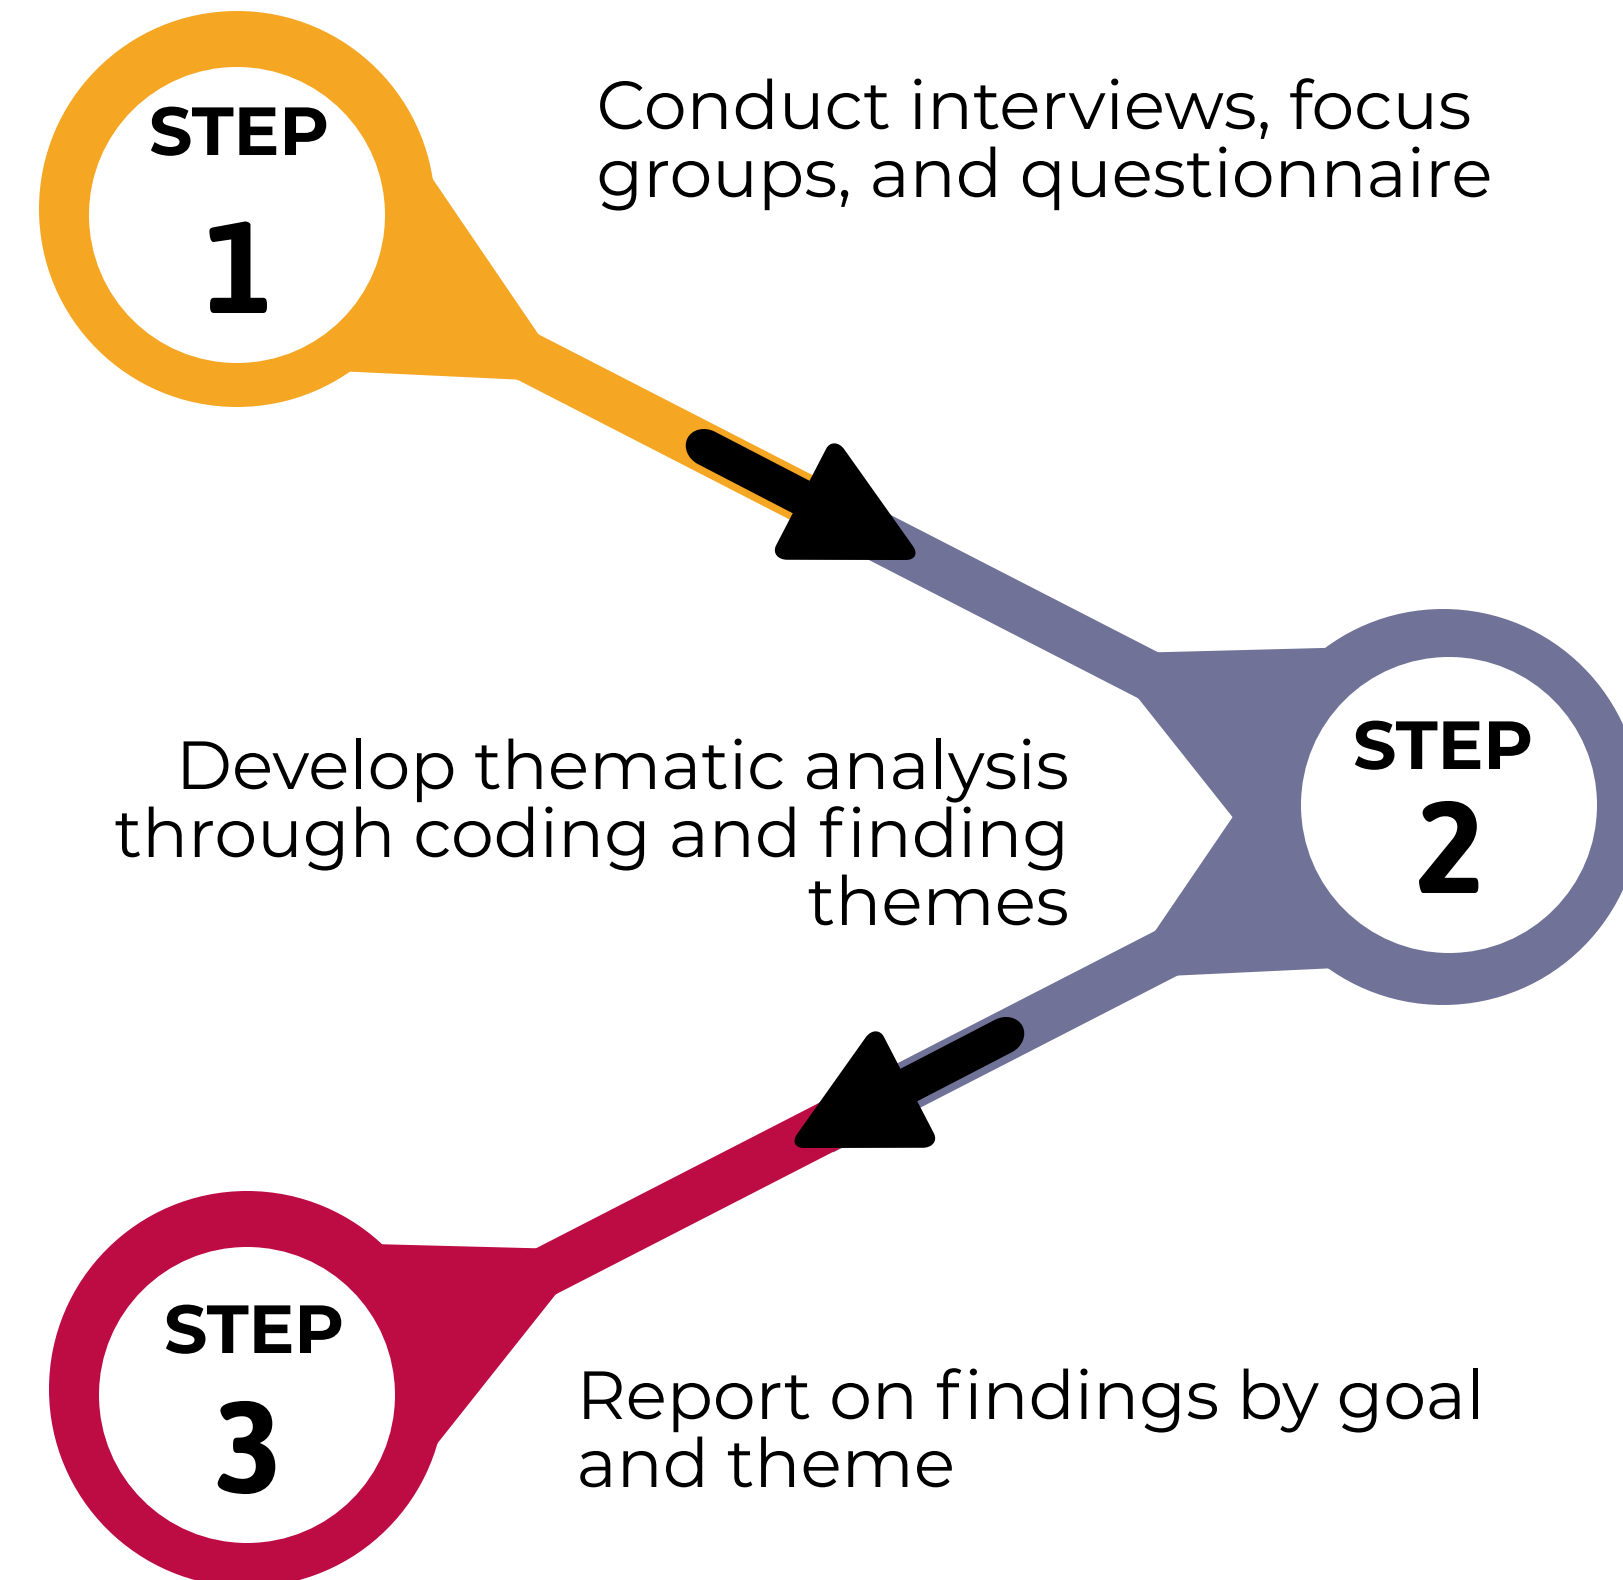 STEP
1
Conduct interviews, focus
groups, and questionnaire
STEP
2
Develop thematic analysis
through coding and finding
themes
STEP
3
Report on findings by goal
and theme